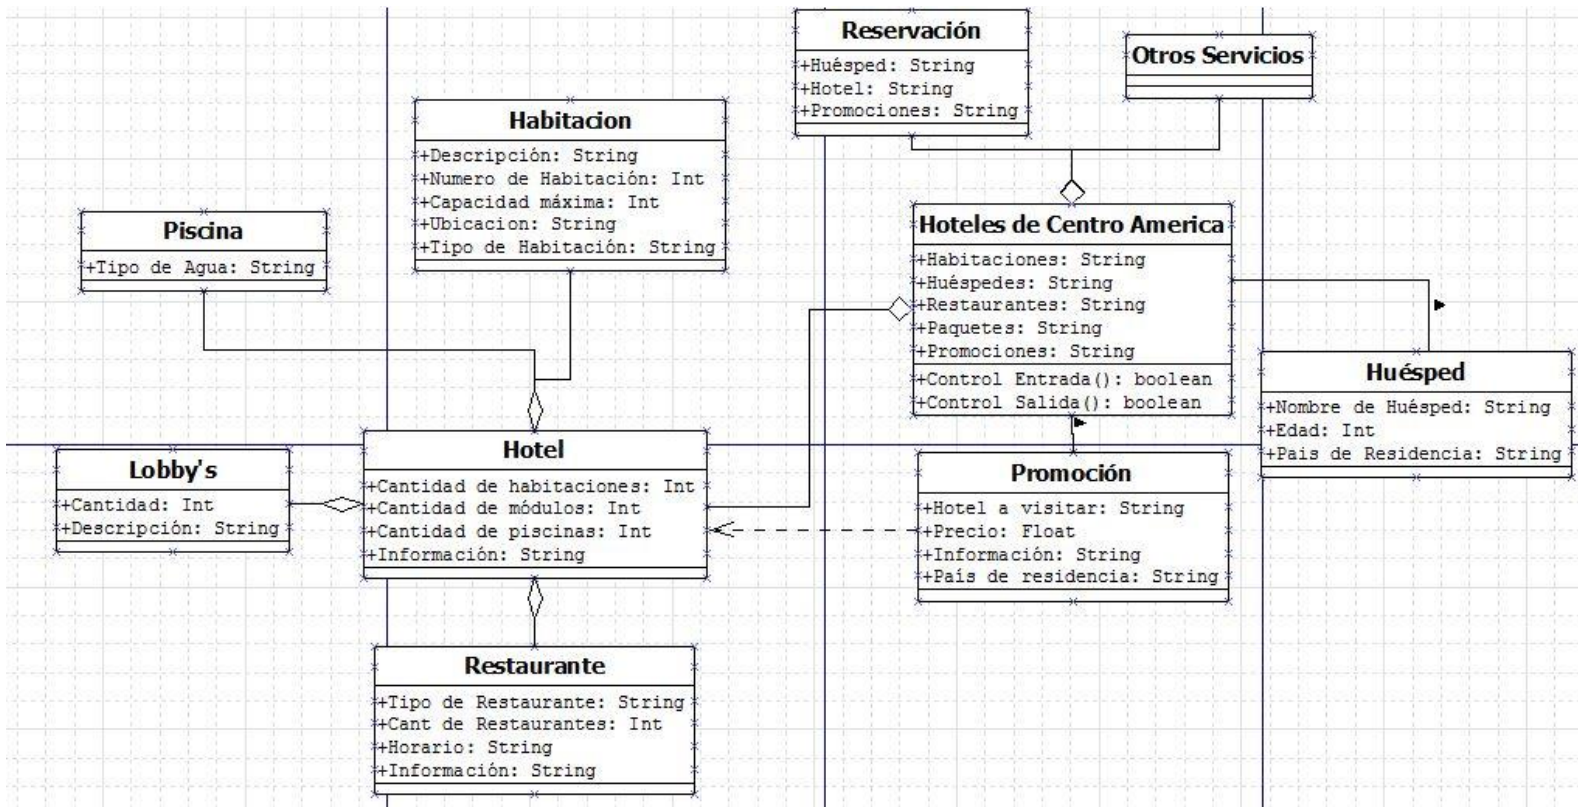 Reservación
+Huésped: String
+Hotel: String
+Promociones: String
Otros Servicios
Habitacion
+Descripción: String
+Numero de Habitación: Int
+Capacidad máxima: Int
+Ubicacion: String
+Tipo de Habitación: String
Piscina
+Tipo de Agua: String
Hoteles de Centro America
+Habitaciones: String
+Huéspedes: String
+Restaurantes: String
+Paquetes: String
+Promociones: String
+Control Entrada(): boolean
+Control Salida(): boolean
Huésped
+Nombre de Huésped: String
+Edad: Int
+Pais de Residencia: String
Hotel
+Cantidad de habitaciones: Int
+Cantidad de módulos: Int
+Cantidad de piscinas: Int
+Información: String
Lobby's
+Cantidad: Int
+Descripción: String
Promoción
+Hotel a visitar: String
+Precio: Float
+Información: String
+País de residencia: String
Restaurante
+Tipo de Restaurante: String
+Cant de Restaurantes: Int
+Horario: String
+Información: String